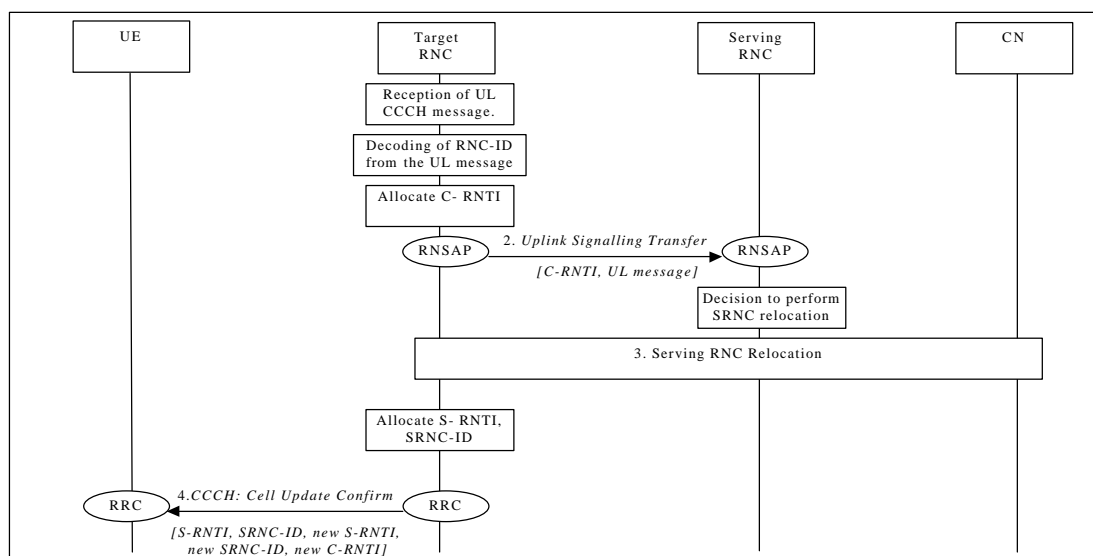 UE
Target
RNC
Serving
RNC
CN
Reception of UL
CCCH message.
Decoding of RNC-ID
from the UL message
Allocate C- RNTI
RNSAP
2. Uplink Signalling Transfer
RNSAP
[C-RNTI, UL message]
Decision to perform
SRNC relocation
3. Serving RNC Relocation
Allocate S- RNTI,
SRNC-ID
RRC
4.CCCH: Cell Update Confirm
RRC
[S-RNTI, SRNC-ID, new S-RNTI,
new SRNC-ID, new C-RNTI]